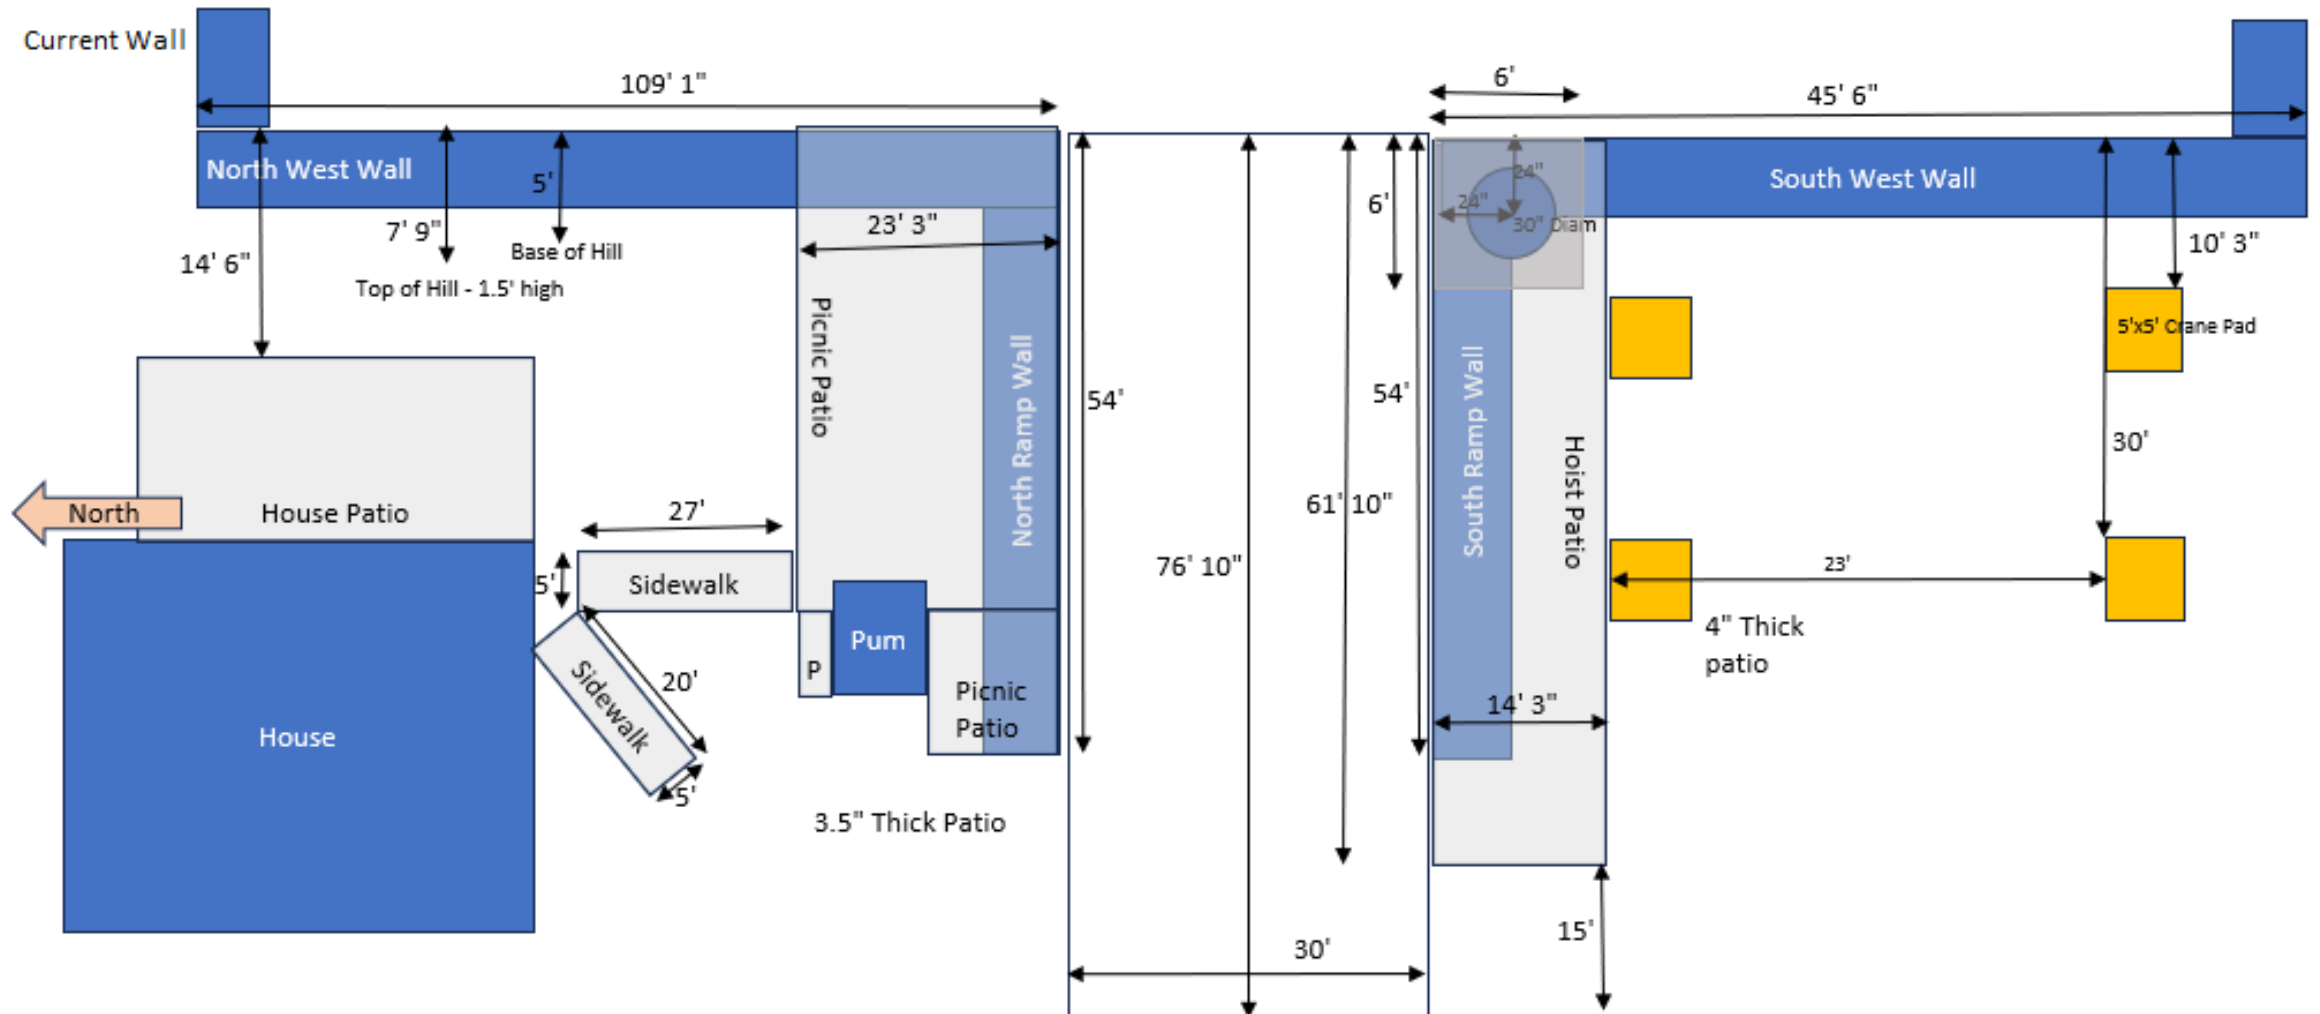 Current Wall
109' 1"
6'
45' 6"
North West Wall
5'
7' 9"
Base of Hill
14' 6"
Top of Hill - 1.5' high
23' 3"
Picnic Patio
North Ramp Wall
54'
6'
24"
24"
30" Diam
South West Wall
10' 3"
5'x5' Crane Pad
54'
South Ramp Wall
Hoist Patio
30'
North
House Patio
27'
61' 10"
76' 10"
23'
5'
Sidewalk
4" Thick
patio
P
Pum
Sidewalk
20'
Picnic
Patio
14' 3"
House
5'
3.5" Thick Patio
15'
30'